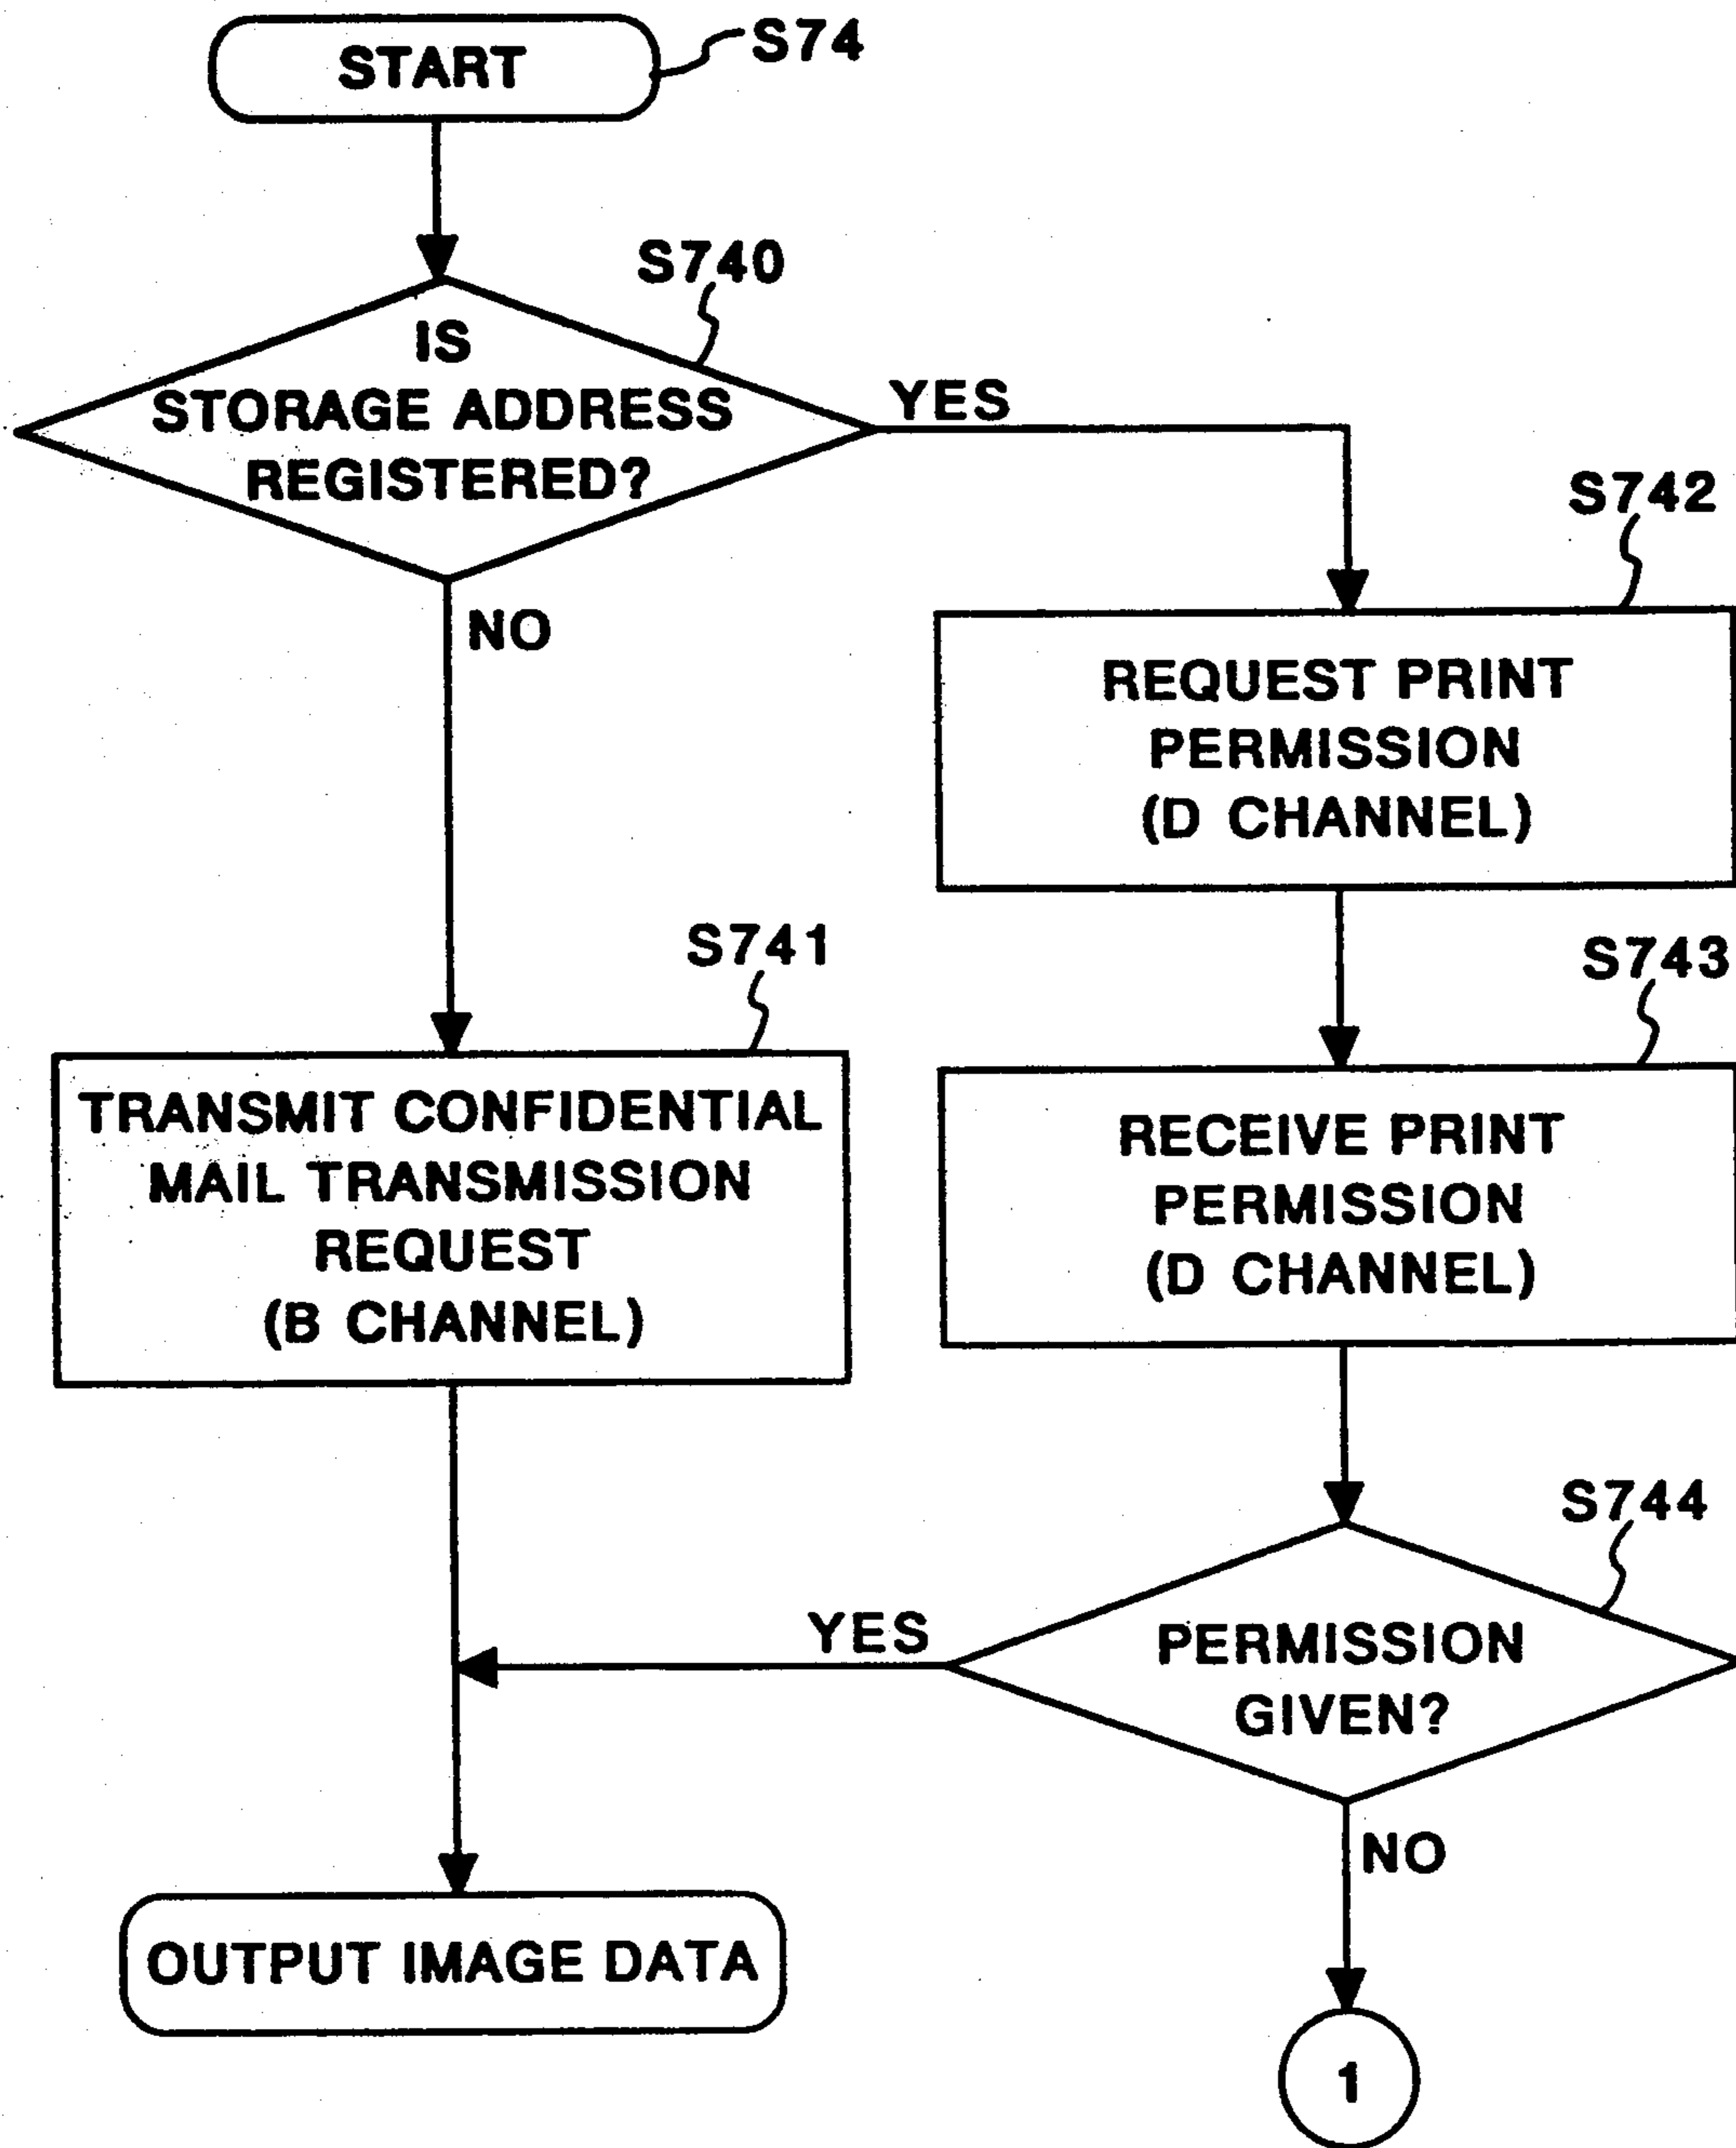 START
S74
S740
IS
STORAGE ADDRESS
REGISTERED?
YES
NO
S742
REQUEST PRINT
PERMISSION
(D CHANNEL)
S741
TRANSMIT CONFIDENTIAL
MAIL TRANSMISSION
REQUEST
(B CHANNEL)
S743
RECEIVE PRINT
PERMISSION
(D CHANNEL)
S744
PERMISSION
GIVEN?
YES
NO
OUTPUT IMAGE DATA
1